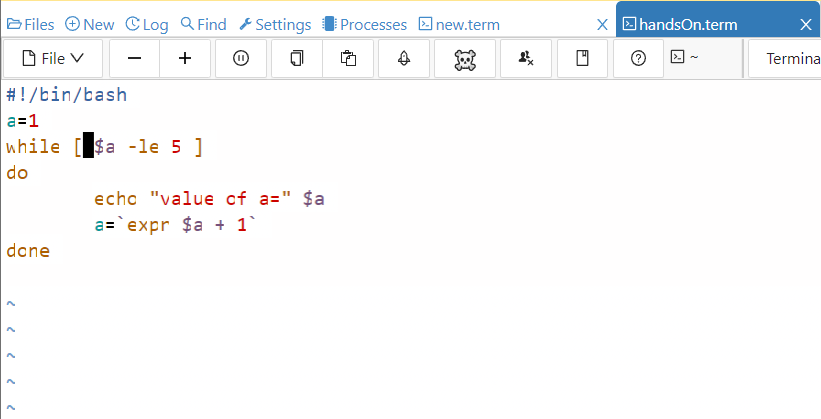 Files New Log Find Settings Processes new.term X handsOn.term X
File ~ Termina
#!/bin/bash
a=1
while [ $a -le 5 ]
do
echo "value of a=" $a
a=`expr $a + 1`
done
~
~
~
~
~